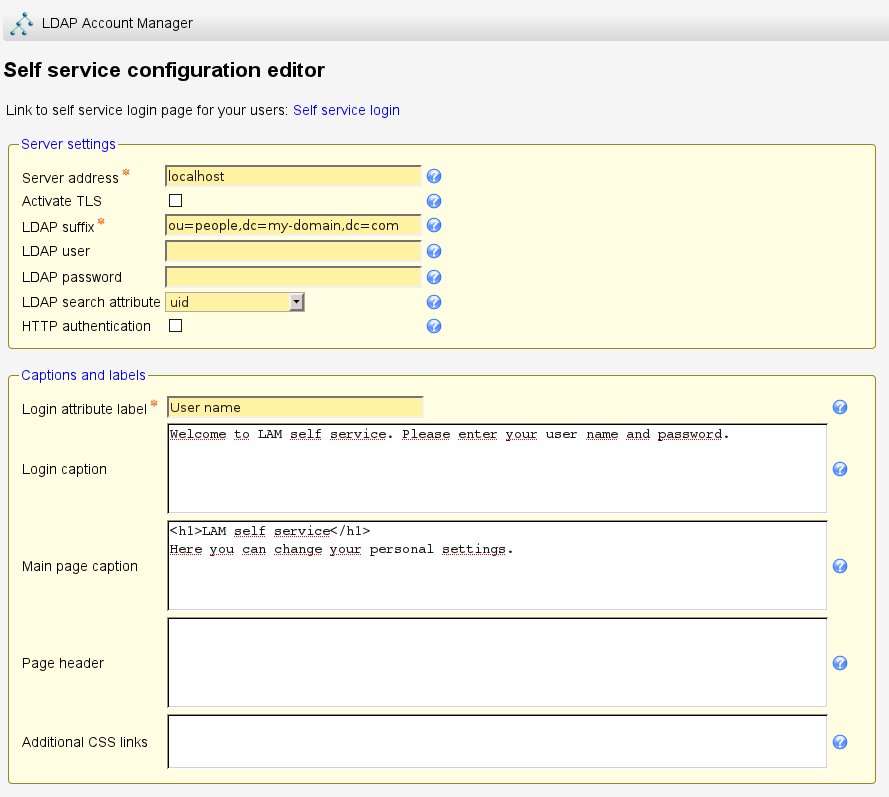 LDAP Account Manager
Self service configuration editor
Link to self service login page for your users: Self service login
Server settings
Server address* localhost
Activate TLS
LDAP suffix* ou=people,dc=my-domain,dc=com
LDAP user
LDAP password
LDAP search attribute uid
HTTP authentication
Captions and labels
Login attribute label* User name
Login caption
Welcome to LAM self service. Please enter your user name and password.
Main page caption
<h1>LAM self service</h1>
Here you can change your personal settings.
Page header
Additional CSS links